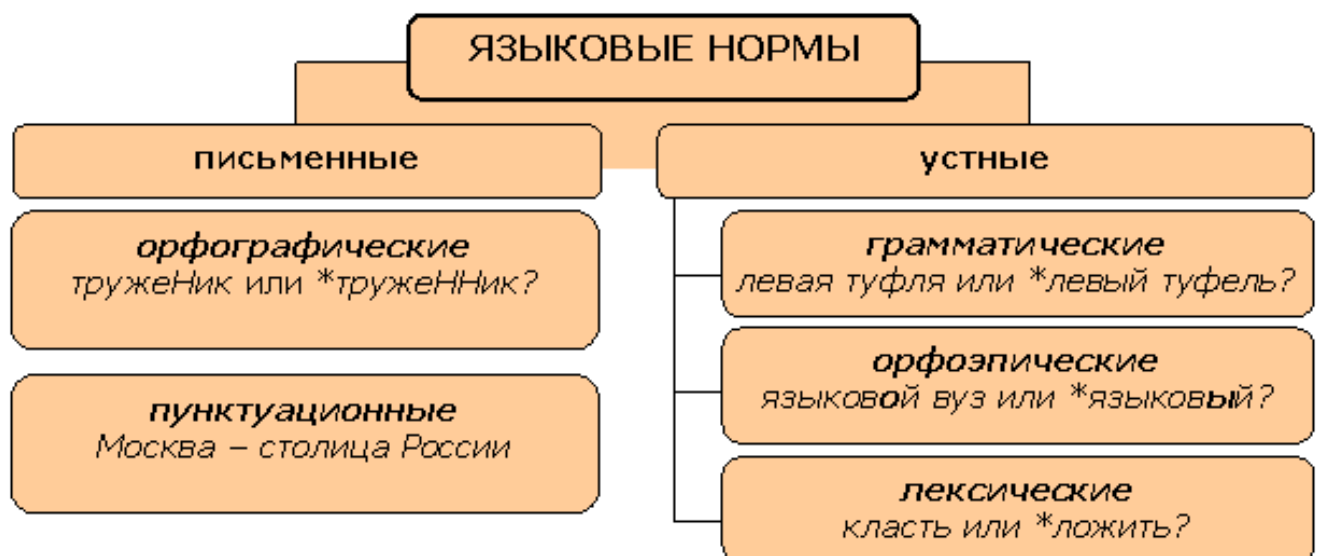 ЯЗЫКОВЫЕ НОРМЫ
письменные
орфографические
тружеНик или *тружеННик?
пунктуационные
Москва – столица России
устные
грамматические
левая туфля или *левый туфель?
орфоэпические
языковой вуз или *языковый?
лексические
класть или *ложить?